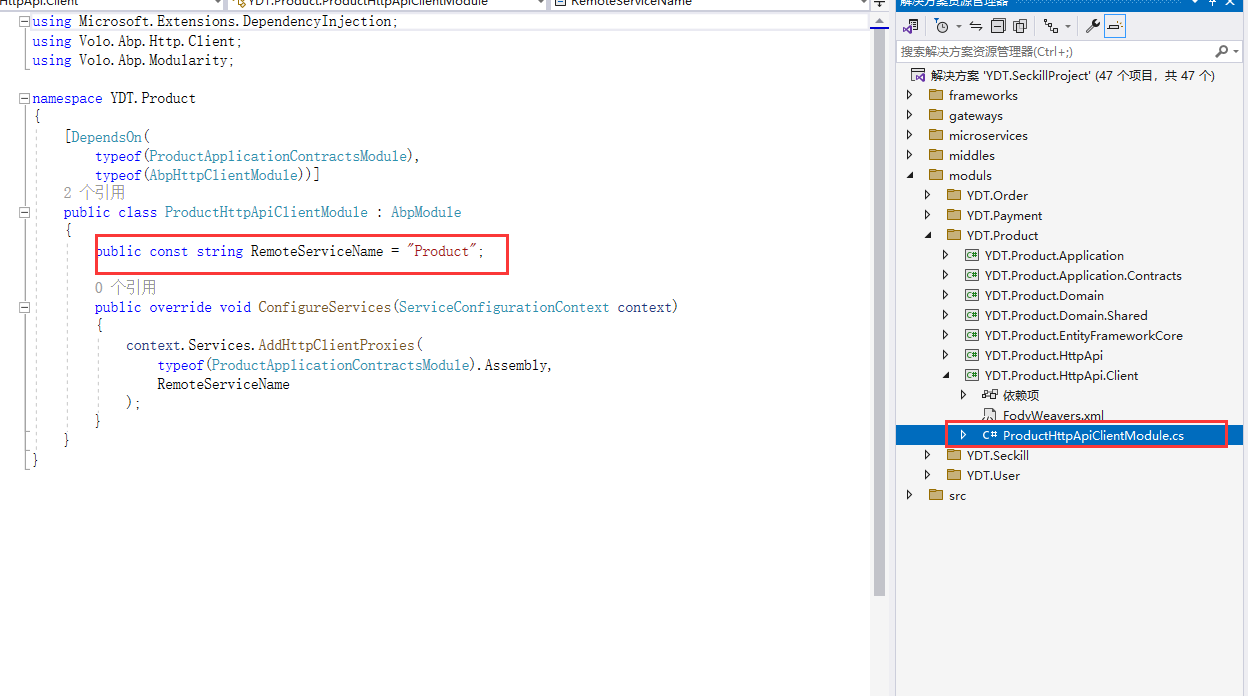 HttpApi.Client
YDT.Product.ProductHttpApiClientModule
RemoteServiceName
using Microsoft.Extensions.DependencyInjection;
using Volo.Abp.Http.Client;
using Volo.Abp.Modularity;
namespace YDT.Product
{
[DependsOn(
typeof(ProductApplicationContractsModule),
typeof(AbpHttpClientModule))]
2 个引用
public class ProductHttpApiClientModule : AbpModule
{
public const string RemoteServiceName = "Product";
0 个引用
public override void ConfigureServices(ServiceConfigurationContext context)
{
context.Services.AddHttpClientProxies(
typeof(ProductApplicationContractsModule).Assembly,
RemoteServiceName
);
}
}
}
解决方案资源管理器
搜索解决方案资源管理器(Ctrl+;)
解决方案 'YDT.SeckillProject' (47 个项目，共 47 个)
frameworks
gateways
microservices
middles
moduls
YDT.Order
YDT.Payment
YDT.Product
C# YDT.Product.Application
C# YDT.Product.Application.Contracts
C# YDT.Product.Domain
C# YDT.Product.Domain.Shared
C# YDT.Product.EntityFrameworkCore
C# YDT.Product.HttpApi
C# YDT.Product.HttpApi.Client
依赖项
FodyWeavers.xml
C# ProductHttpApiClientModule.cs
YDT.Seckill
YDT.User
src